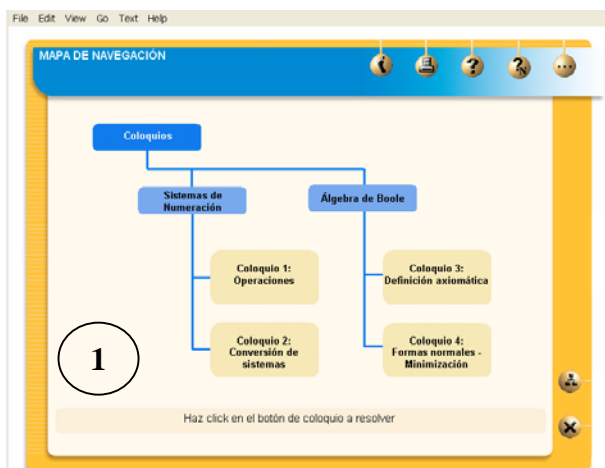 File Edit View Go Text Help
MAPA DE NAVEGACIÓN
i ? ? ...
Coloquios
Sistemas de
Numeración
Álgebra de Boole
Coloquio 1:
Operaciones
Coloquio 3:
Definición axiomática
Coloquio 2:
Conversión de
sistemas
Coloquio 4:
Formas normales -
Minimización
1
Haz click en el botón de coloquio a resolver